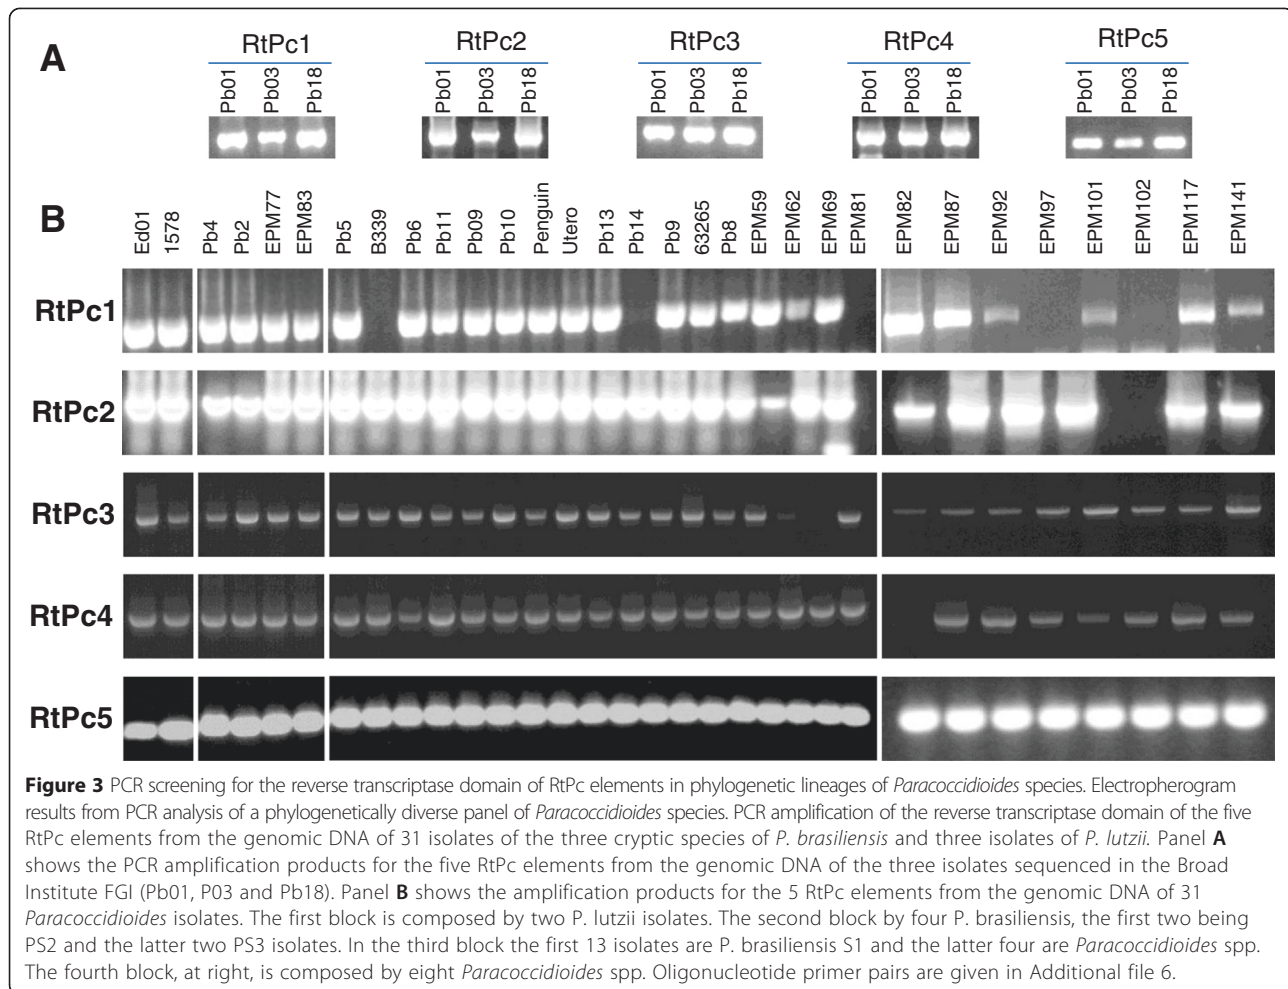 A
RtPc1 RtPc2 RtPc3 RtPc4 RtPc5
Pb01 Pb03 Pb18 Pb01 Pb03 Pb18 Pb01 Pb03 Pb18 Pb01 Pb03 Pb18 Pb01 Pb03 Pb18
B
Ed01 1578 Pb4 Pb2 EPM77 EPM83 Pb5 B339 Pb6 Pb11 Pb09 Pb10 Penguin Utero Pb13 Pb14 Pb9 63265 Pb8 EPM59 EPM62 EPM69 EPM81 EPM82 EPM87 EPM92 EPM97 EPM101 EPM102 EPM117 EPM141
RtPc1
RtPc2
RtPc3
RtPc4
RtPc5
Figure 3 PCR screening for the reverse transcriptase domain of RtPc elements in phylogenetic lineages of Paracoccidioides species. Electropherogram
results from PCR analysis of a phylogenetically diverse panel of Paracoccidioides species. PCR amplification of the reverse transcriptase domain of the five
RtPc elements from the genomic DNA of 31 isolates of the three cryptic species of P. brasiliensis and three isolates of P. lutzii. Panel A
shows the PCR amplification products for the five RtPc elements from the genomic DNA of the three isolates sequenced in the Broad
Institute FGI (Pb01, P03 and Pb18). Panel B shows the amplification products for the 5 RtPc elements from the genomic DNA of 31
Paracoccidioides isolates. The first block is composed by two P. lutzii isolates. The second block by four P. brasiliensis, the first two being
PS2 and the latter two PS3 isolates. In the third block the first 13 isolates are P. brasiliensis S1 and the latter four are Paracoccidioides spp.
The fourth block, at right, is composed by eight Paracoccidioides spp. Oligonucleotide primer pairs are given in Additional file 6.